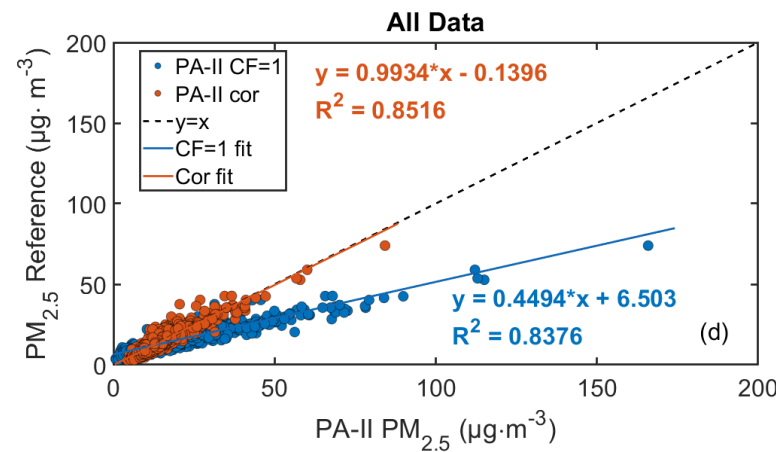 All Data
PM2.5 Reference (µg· m-3)
200
150
100
50
0
PA-II CF=1
PA-II cor
y=x
CF=1 fit
Cor fit
y = 0.9934*x - 0.1396
R2 = 0.8516
y = 0.4494*x + 6.503
R2 = 0.8376
(d)
0 50 100 150 200
PA-II PM2.5 (µg·m-3)